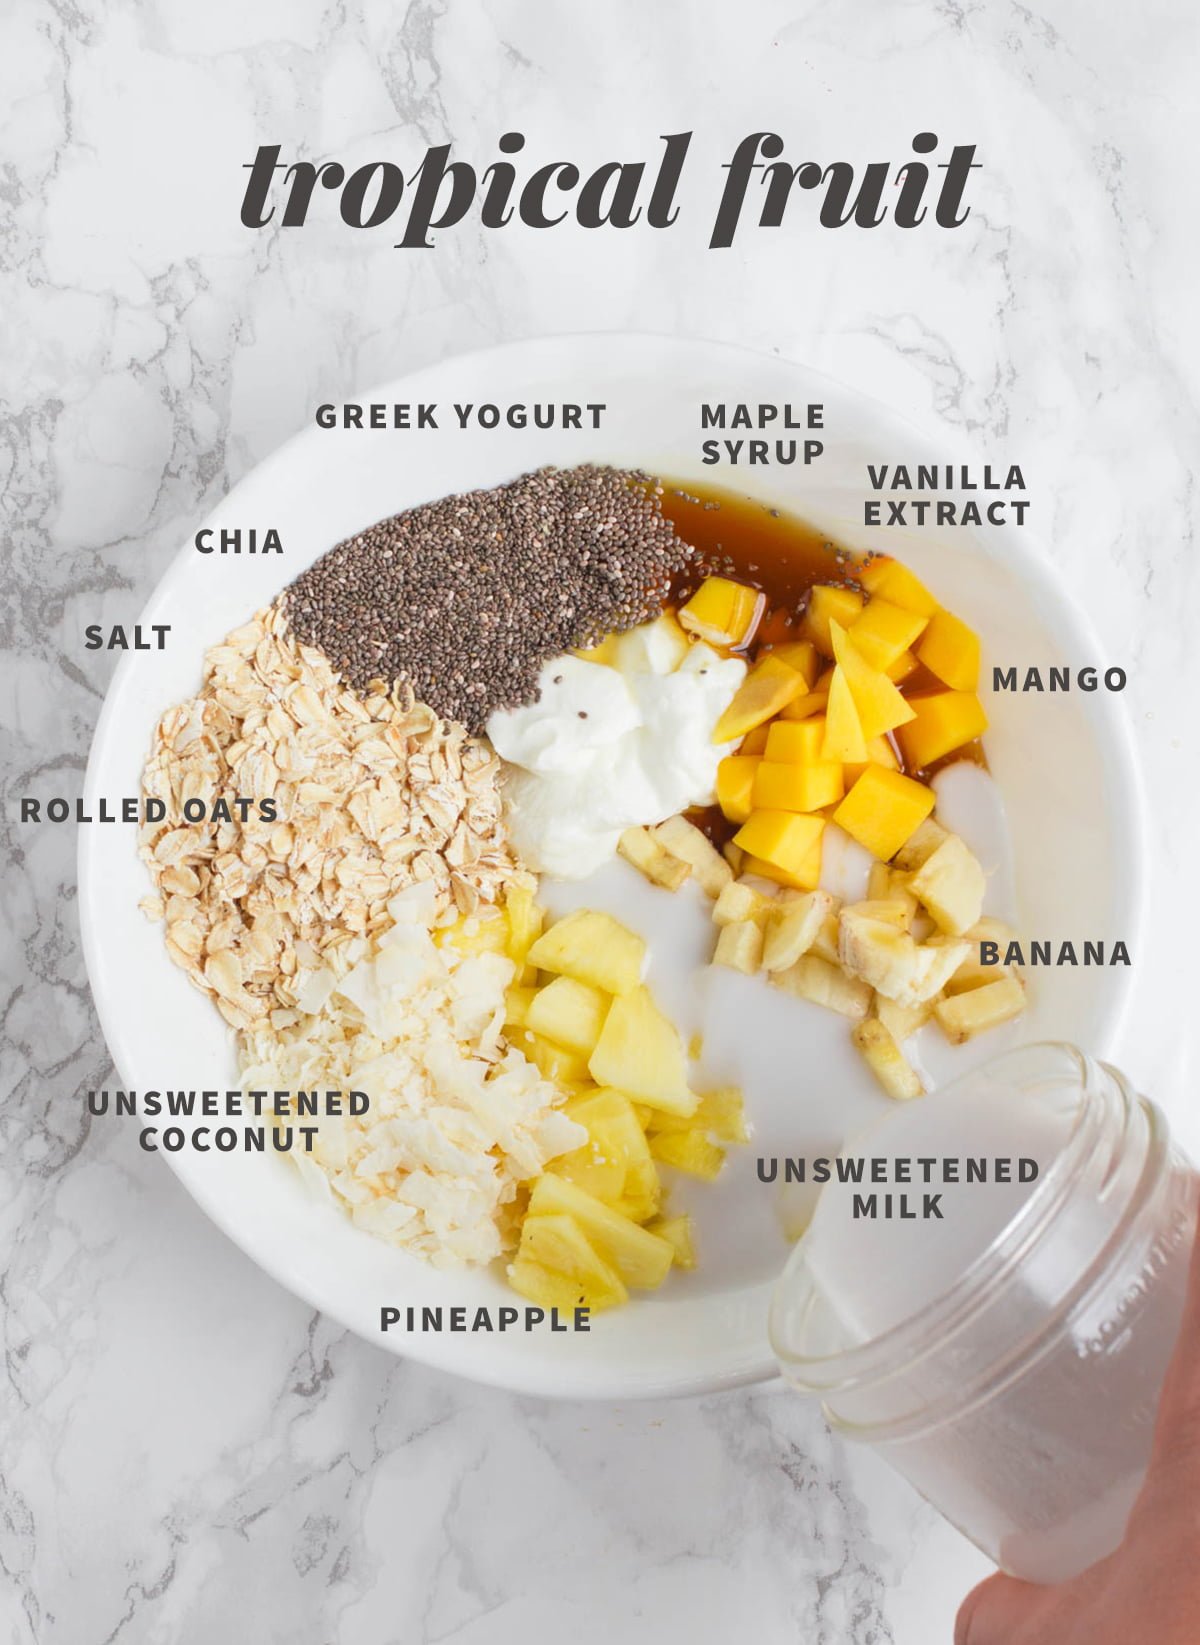 tropical fruit
GREEK YOGURT
MAPLE
SYRUP
VANILLA
EXTRACT
CHIA
SALT
MANGO
ROLLED OATS
BANANA
UNSWEETENED
COCONUT
UNSWEETENED
MILK
PINEAPPLE